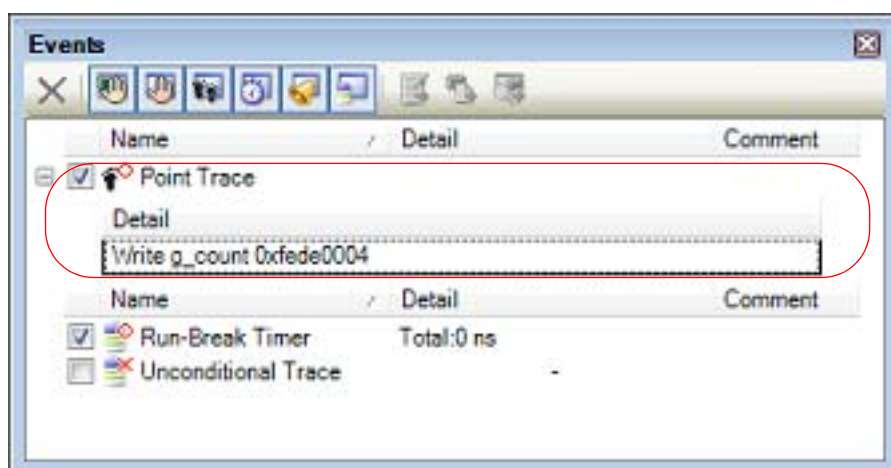 Events
Name Detail Comment
Point Trace
Detail
Write g_count 0xfede0004
Name Detail Comment
Run-Break Timer Total:0 ns
Unconditional Trace -